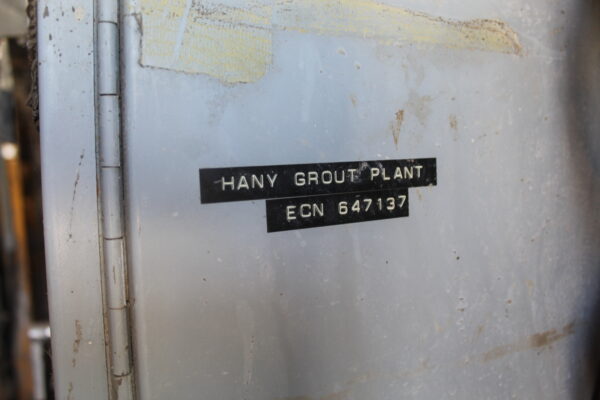 HANY GROUT PLANT
ECN 647137